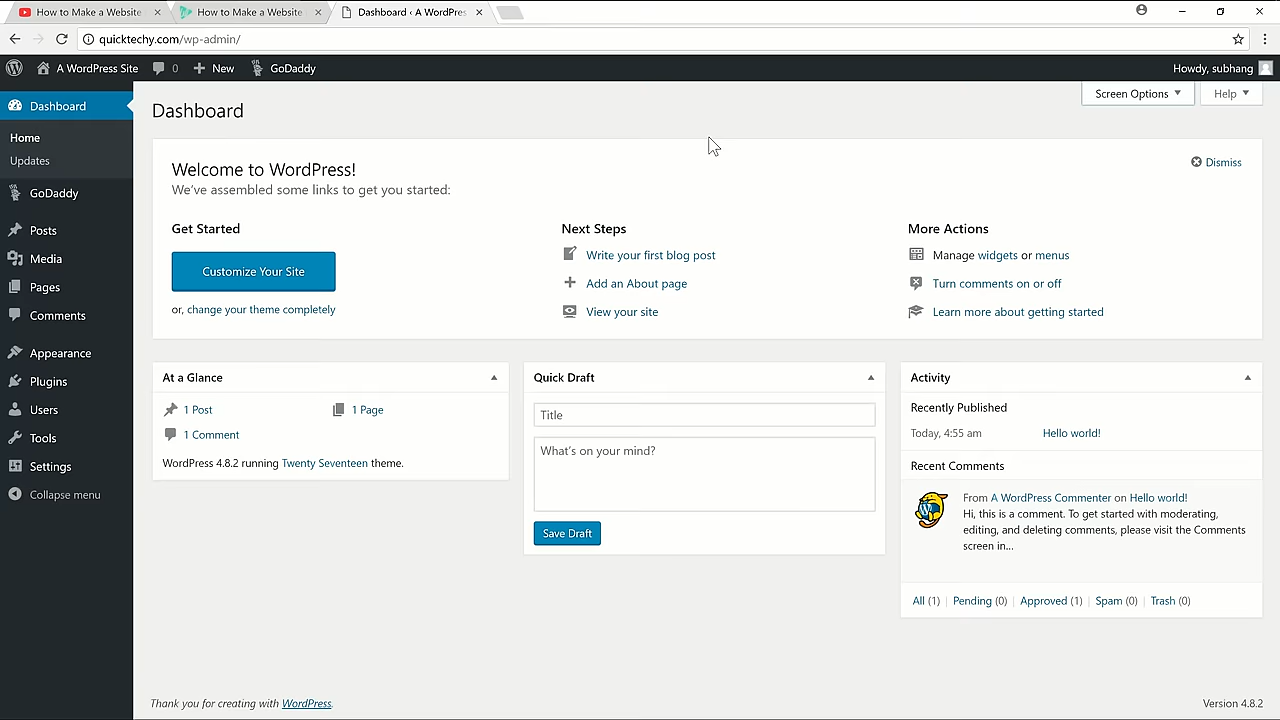 How to Make a Website
How to Make a Website
Dashboard ‹ A WordPres
quicktechy.com/wp-admin/
A WordPress Site
0
New
GoDaddy
Howdy, subhang
Dashboard
Home
Updates
GoDaddy
Posts
Media
Pages
Comments
Appearance
Plugins
Users
Tools
Settings
Collapse menu
Screen Options
Help
Dashboard
Welcome to WordPress!
We've assembled some links to get you started:
Dismiss
Get Started
Customize Your Site
or, change your theme completely
Next Steps
Write your first blog post
Add an About page
View your site
More Actions
Manage widgets or menus
Turn comments on or off
Learn more about getting started
At a Glance
1 Post
1 Page
1 Comment
WordPress 4.8.2 running Twenty Seventeen theme.
Quick Draft
Title
What's on your mind?
Save Draft
Activity
Recently Published
Today, 4:55 am
Hello world!
Recent Comments
From A WordPress Commenter on Hello world!
Hi, this is a comment. To get started with moderating,
editing, and deleting comments, please visit the Comments
screen in…
All (1) | Pending (0) | Approved (1) | Spam (0) | Trash (0)
Thank you for creating with WordPress.
Version 4.8.2